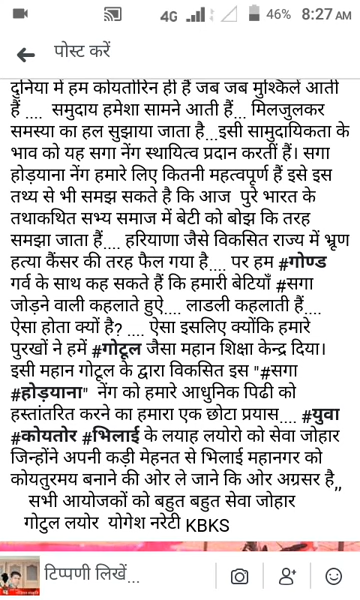 4G 46% 8:27 AM
पोस्ट करें
दुनिया में हम कोयतोरिन ही हैं जब जब मुश्किलें आती
हैं .... समुदाय हमेशा सामने आती हैं... मिलजुलकर
समस्या का हल सुझाया जाता है...इसी सामुदायिकता के
भाव को यह सगा नेंग स्थायित्व प्रदान करती हैं। सगा
होड़याना नेंग हमारे लिए कितनी महत्वपूर्ण हैं इसे इस
तथ्य से भी समझ सकते है कि आज पुरे भारत के
तथाकथित सभ्य समाज में बेटी को बोझ कि तरह
समझा जाता हैं.... हरियाणा जैसे विकसित राज्य में भ्रूण
हत्या कैंसर की तरह फैल गया है.... पर हम #गोण्ड
गर्व के साथ कह सकते हैं कि हमारी बेटियाँ #सगा
जोड़ने वाली कहलाते हुऐ.... लाडली कहलाती हैं....
ऐसा होता क्यों है? .... ऐसा इसलिए क्योंकि हमारे
पुरखों ने हमें #गोटूल जैसा महान शिक्षा केन्द्र दिया।
इसी महान गोटूल के द्वारा विकसित इस "#सगा
#होड़याना" नेंग को हमारे आधुनिक पिढी को
हस्तांतरित करने का हमारा एक छोटा प्रयास.... #युवा
#कोयतोर #भिलाई के लयाह लयोरो को सेवा जोहार
जिन्होंने अपनी कड़ी मेहनत से भिलाई महानगर को
कोयतुरमय बनाने की ओर ले जाने कि ओर अग्रसर है,,
सभी आयोजकों को बहुत बहुत सेवा जोहार
गोटुल लयोर योगेश नरेटी KBKS
टिप्पणी लिखें...